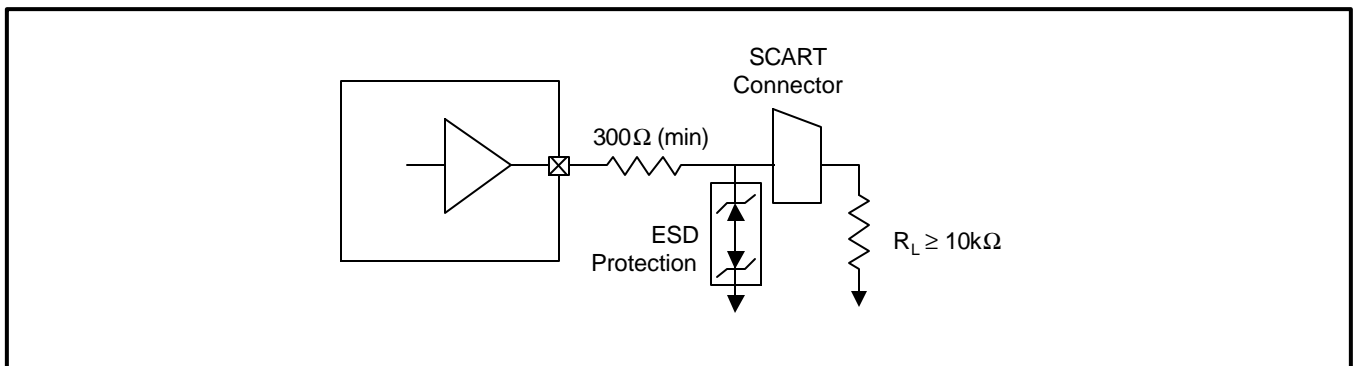 SCART
Connector
300Ω (min)
ESD
Protection
R_L ≥ 10kΩ